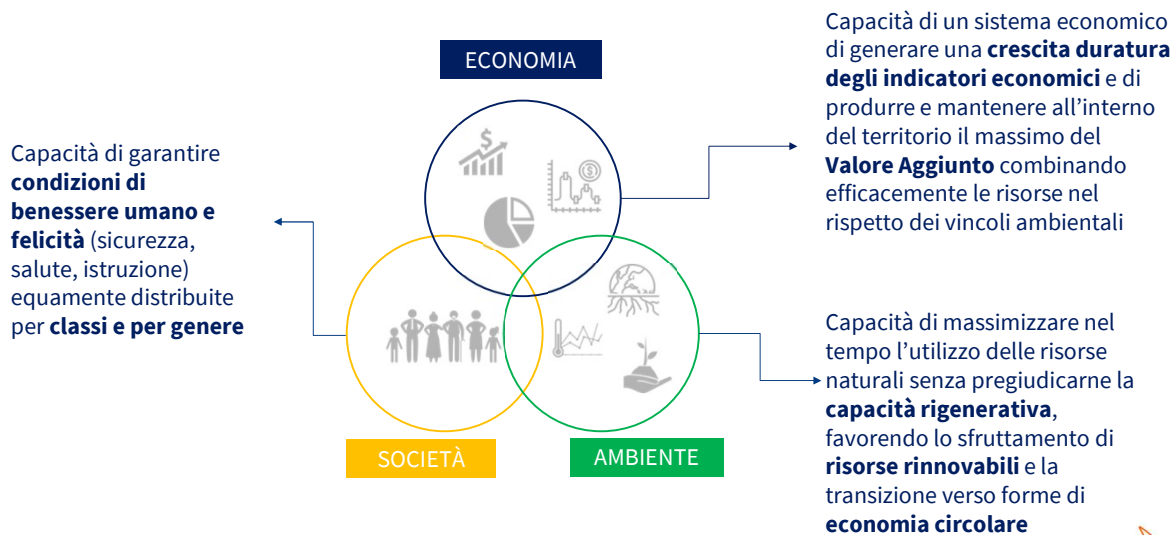 ECONOMIA
Capacità di un sistema economico
di generare una crescita duratura
degli indicatori economici e di
produrre e mantenere all’interno
del territorio il massimo del
Valore Aggiunto combinando
efficacemente le risorse nel
rispetto dei vincoli ambientali
Capacità di garantire
condizioni di
benessere umano e
felicità (sicurezza,
salute, istruzione)
equamente distribuite
per classi e per genere
SOCIETÀ
AMBIENTE
Capacità di massimizzare nel
tempo l’utilizzo delle risorse
naturali senza pregiudicarne la
capacità rigenerativa,
favorendo lo sfruttamento di
risorse rinnovabili e la
transizione verso forme di
economia circolare